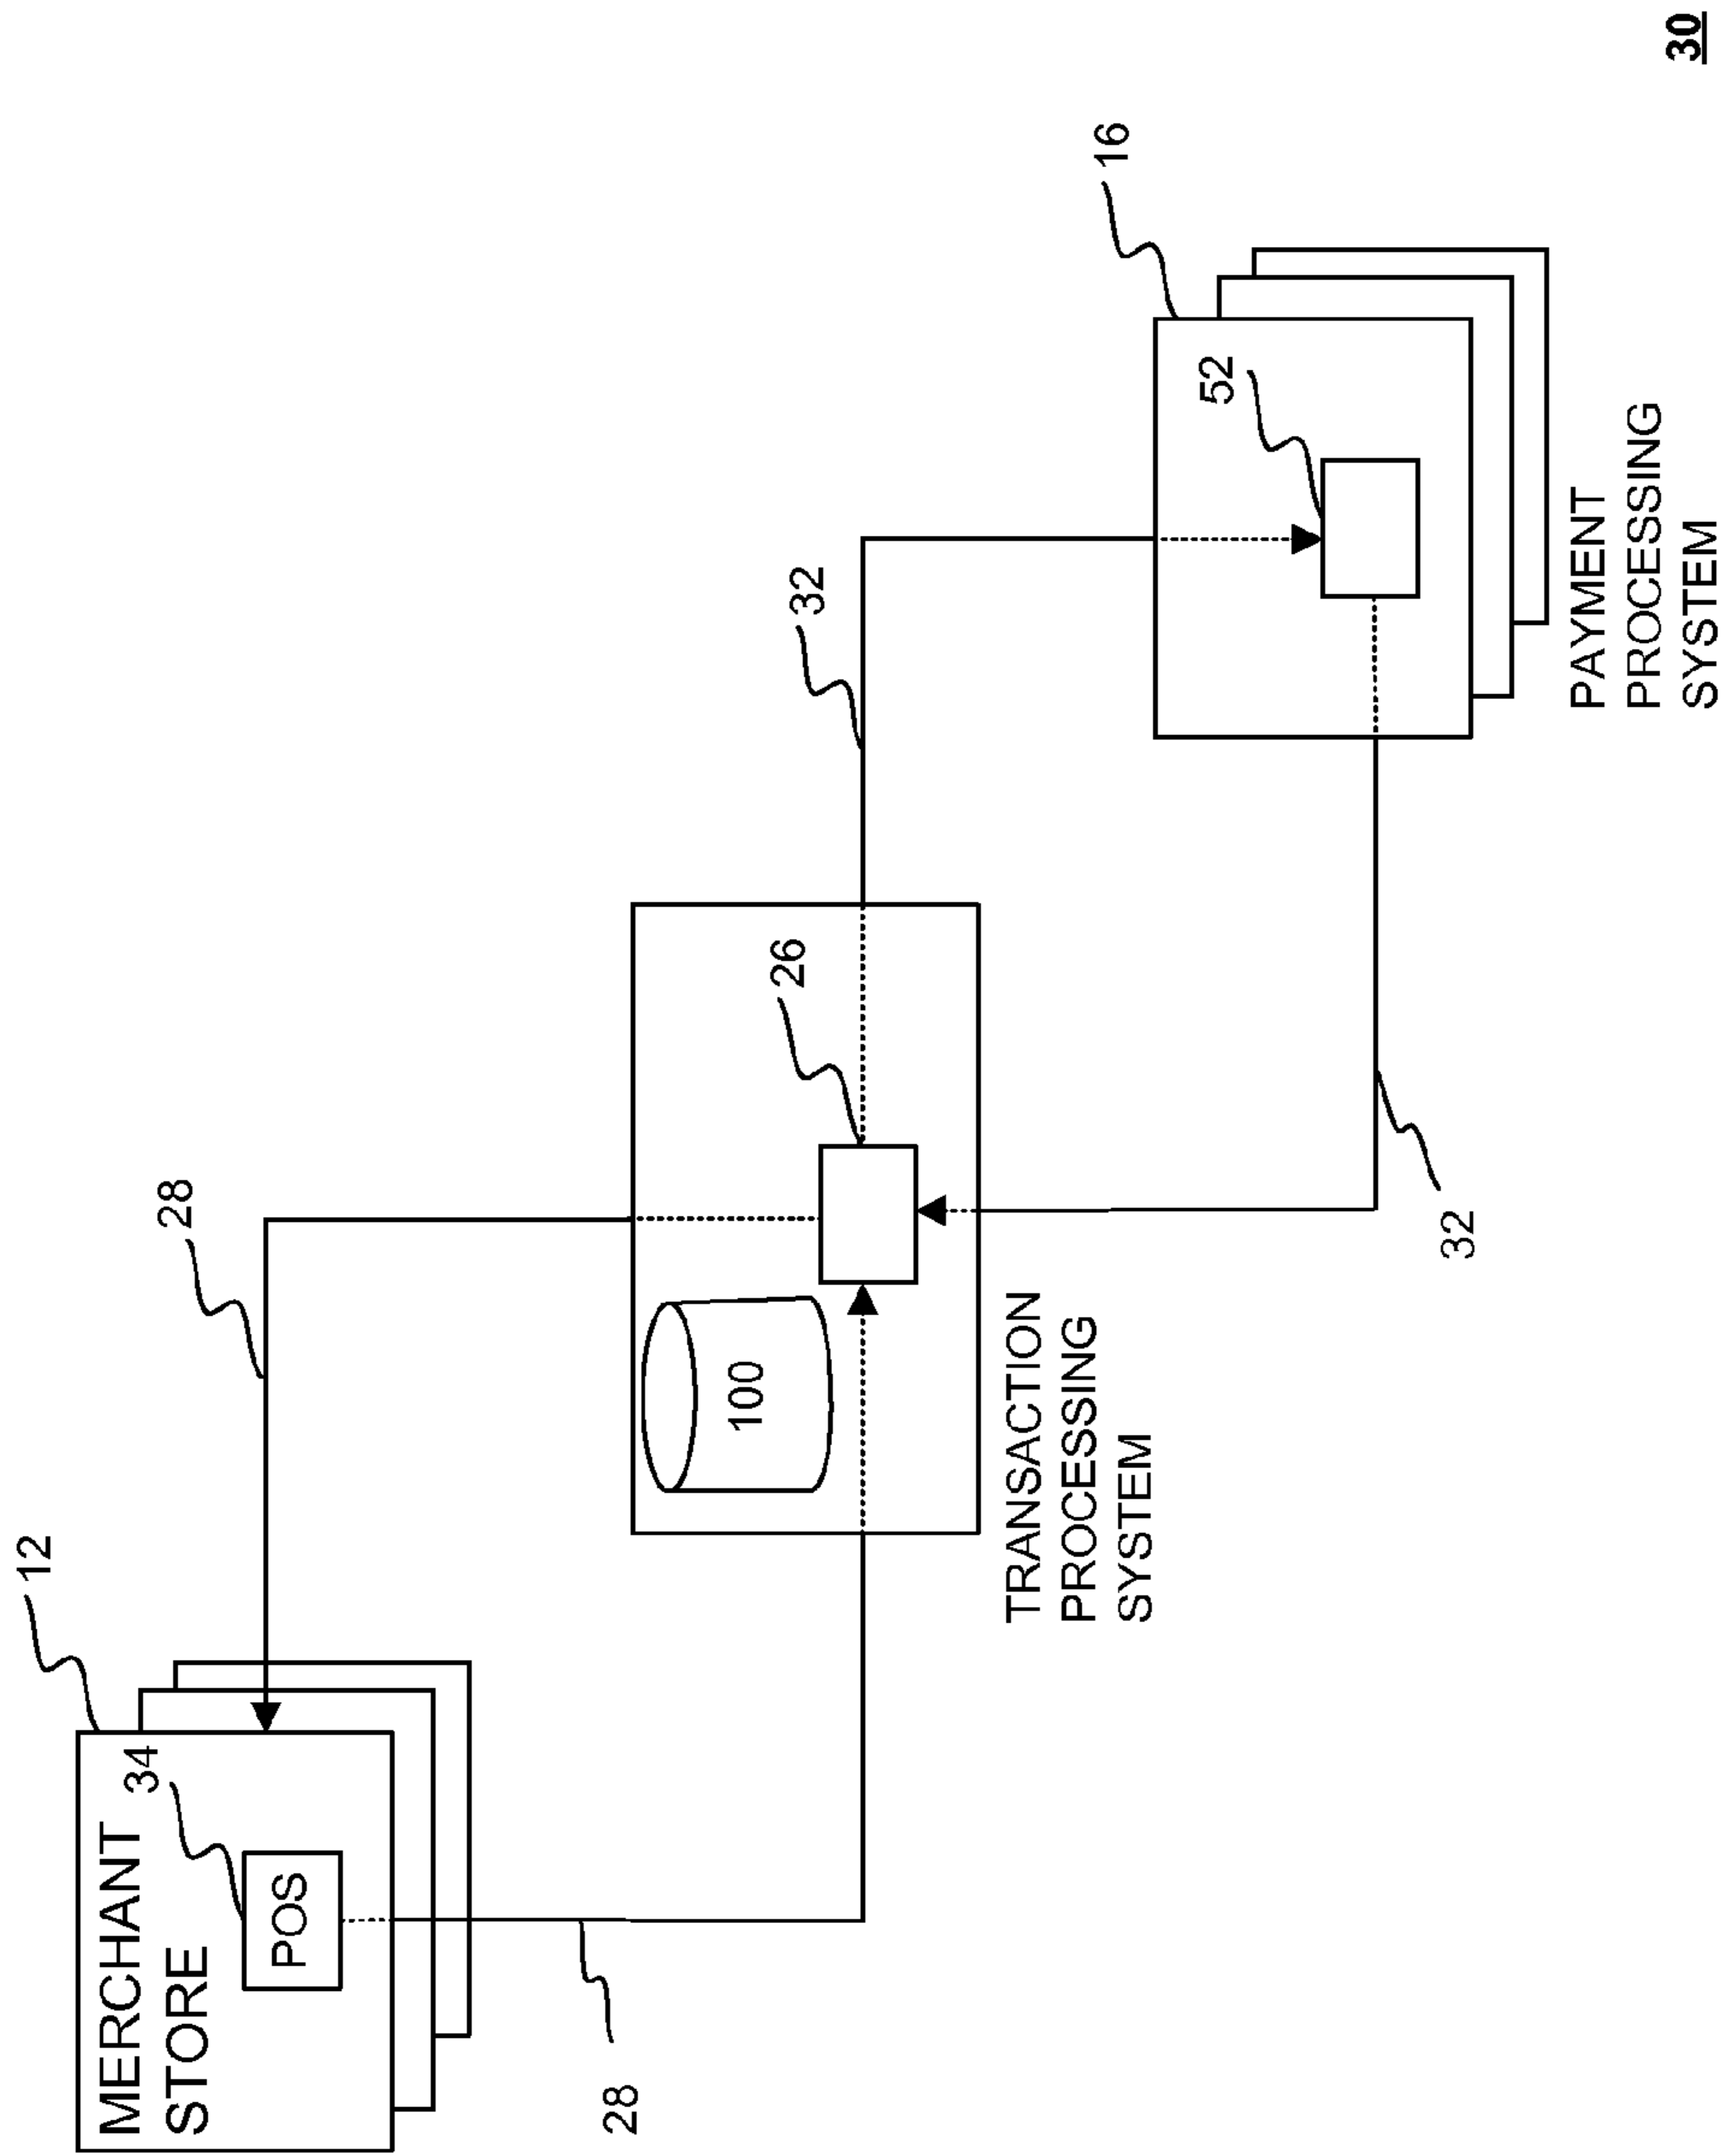 12
MERCHANT
STORE
34
POS
28
28
26
100
TRANSACTION
PROCESSING
SYSTEM
32
32
16
52
PAYMENT
PROCESSING
SYSTEM
30